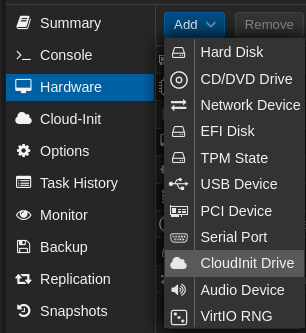 Summary
Console
Hardware
Cloud-Init
Options
Task History
Monitor
Backup
Replication
Snapshots
Add
Remove
Hard Disk
CD/DVD Drive
Network Device
EFI Disk
TPM State
USB Device
PCI Device
Serial Port
CloudInit Drive
Audio Device
VirtIO RNG